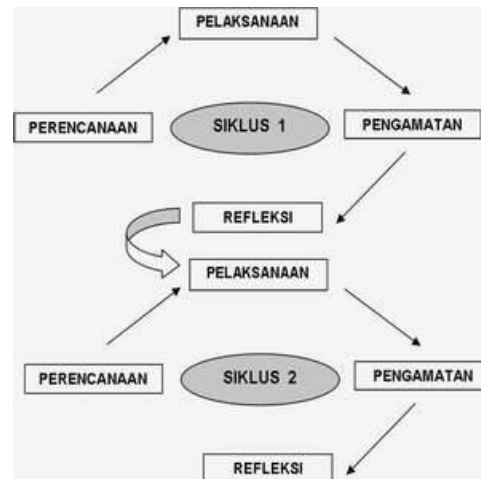 PELAKSANAAN
PERENCANAAN
SIKLUS 1
PENGAMATAN
REFLEKSI
PELAKSANAAN
PERENCANAAN
SIKLUS 2
PENGAMATAN
REFLEKSI